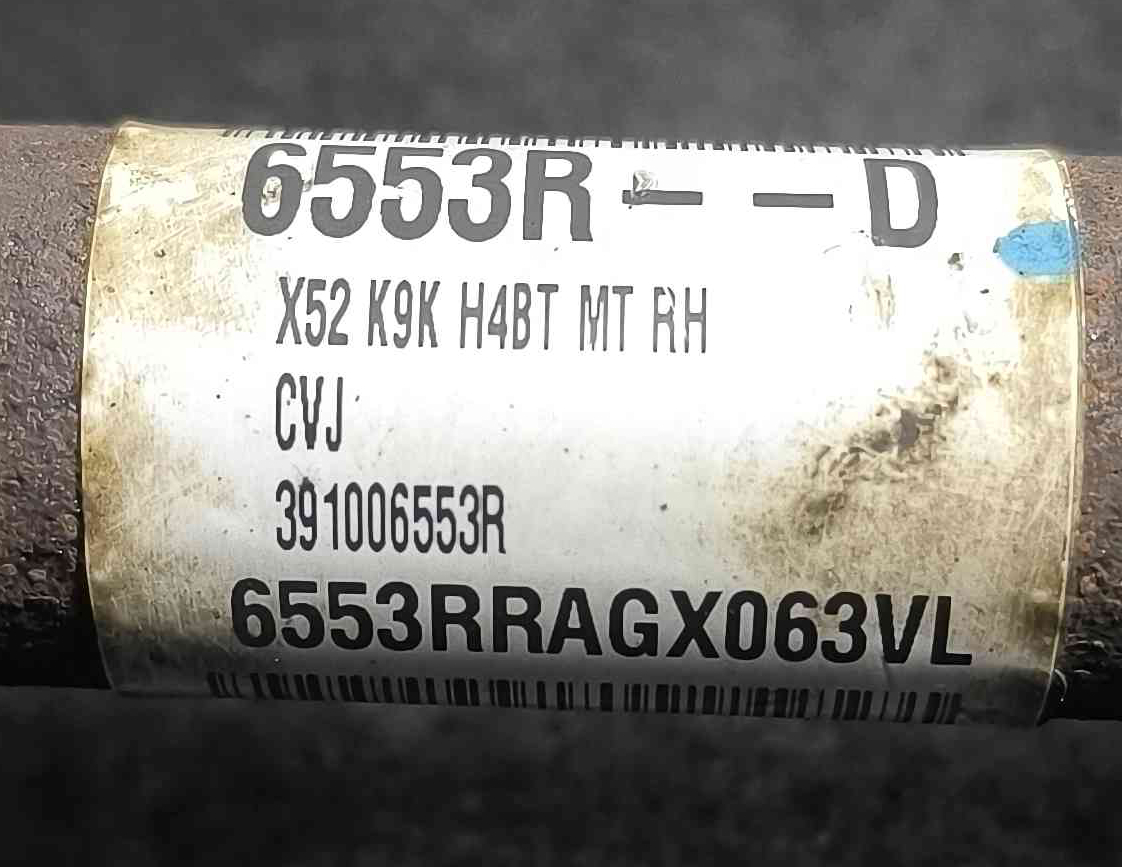 6553R--D
X52 K9K H4BT MT RH
CVJ
391006553R
6553RRAGX063VL